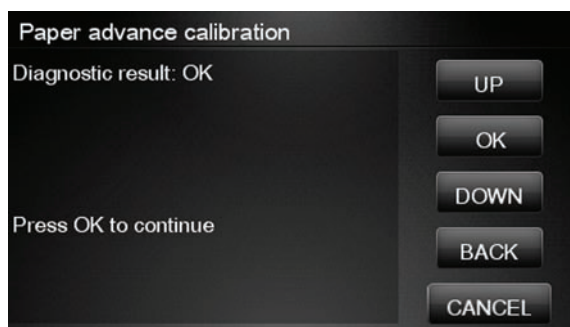 Paper advance calibration
Diagnostic result: OK
UP
OK
DOWN
Press OK to continue
BACK
CANCEL